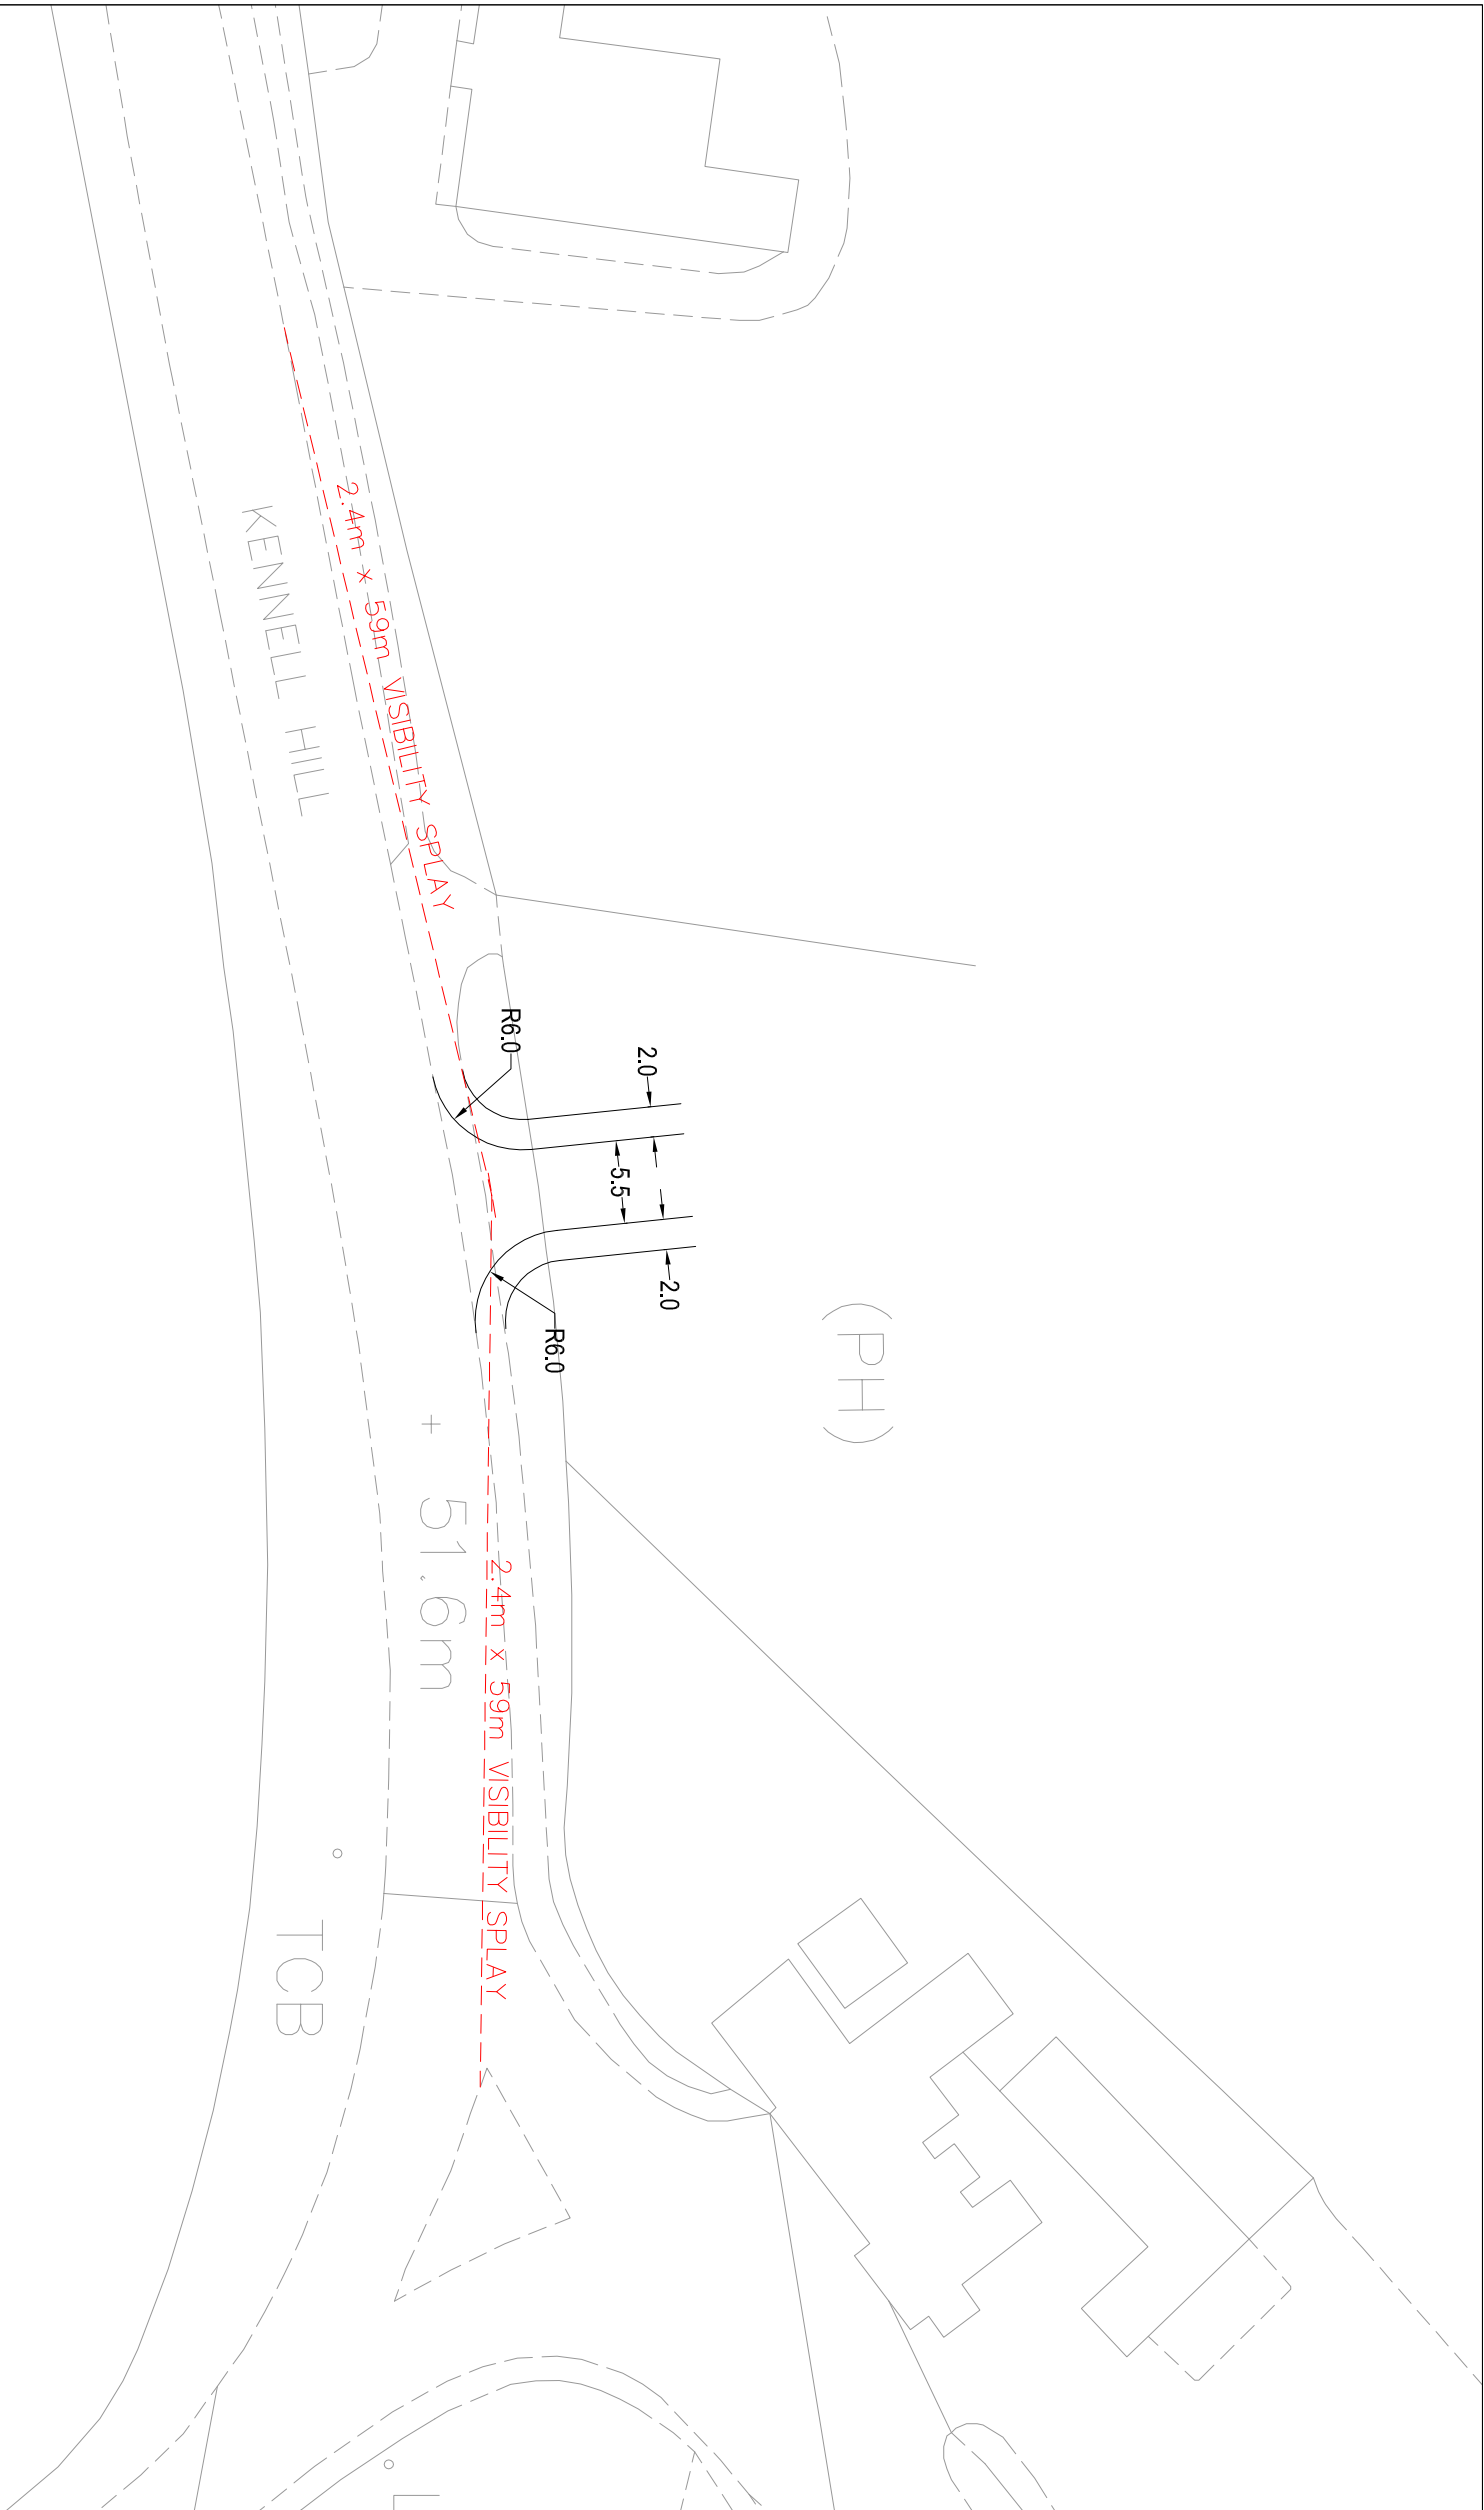 2.4m x 59m VISIBILITY SPLAY
KENNELL HILL
R6.0
2.0
5.5
2.0
R6.0
(PH)
+ 51.6m
2.4m x 59m VISIBILITY SPLAY
TCB
L